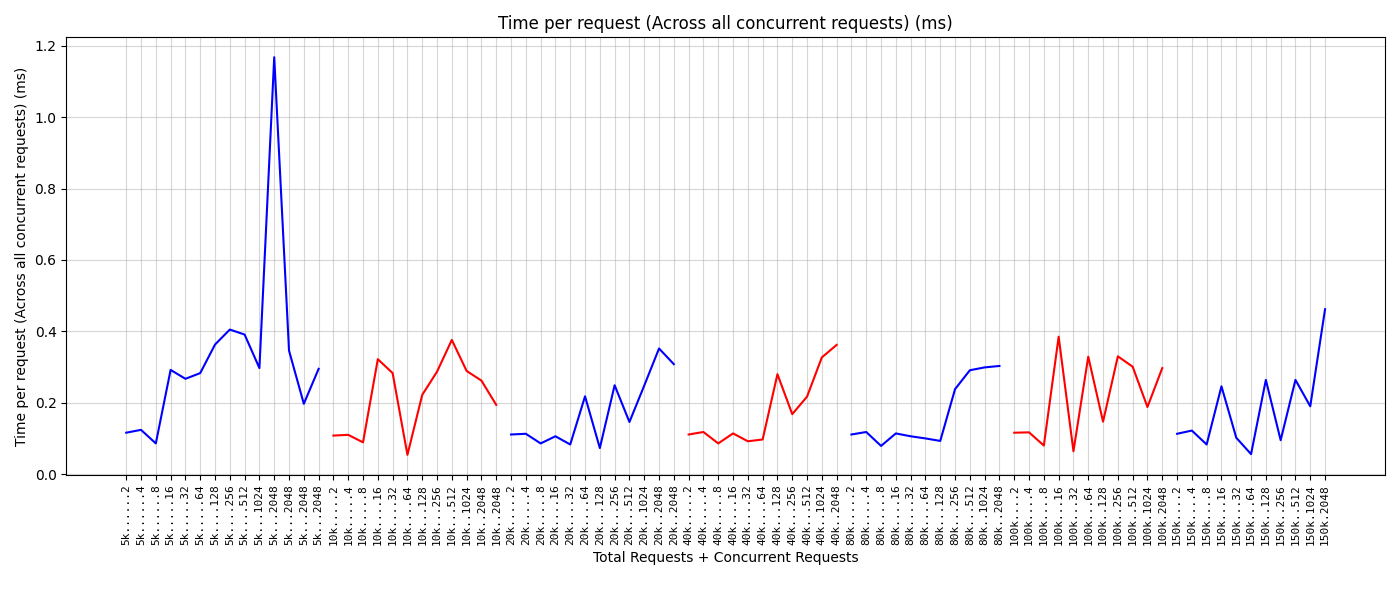 Time per request (Across all concurrent requests) (ms)
Time per request (Across all concurrent requests) (ms)
1.2
1.0
0.8
0.6
0.4
0.2
0.0
5k......2
5k......4
5k......8
5k.....16
5k.....32
5k.....64
5k....128
5k....256
5k....512
5k...1024
5k...2048
5k...2048
5k...2048
5k...2048
10k.....2
10k.....4
10k.....8
10k....16
10k....32
10k....64
10k...128
10k...256
10k...512
10k..1024
10k..2048
10k..2048
20k.....2
20k.....4
20k.....8
20k....16
20k....32
20k....64
20k...128
20k...256
20k...512
20k..1024
20k..2048
20k..2048
40k.....2
40k.....4
40k.....8
40k....16
40k....32
40k....64
40k...128
40k...256
40k...512
40k..1024
40k..2048
80k.....2
80k.....4
80k.....8
80k....16
80k....32
80k....64
80k...128
80k...256
80k...512
80k..1024
80k..2048
100k....2
100k....4
100k....8
100k...16
100k...32
100k...64
100k..128
100k..256
100k..512
100k.1024
100k.2048
150k....2
150k....4
150k....8
150k...16
150k...32
150k...64
150k..128
150k..256
150k..512
150k.1024
150k.2048
Total Requests + Concurrent Requests